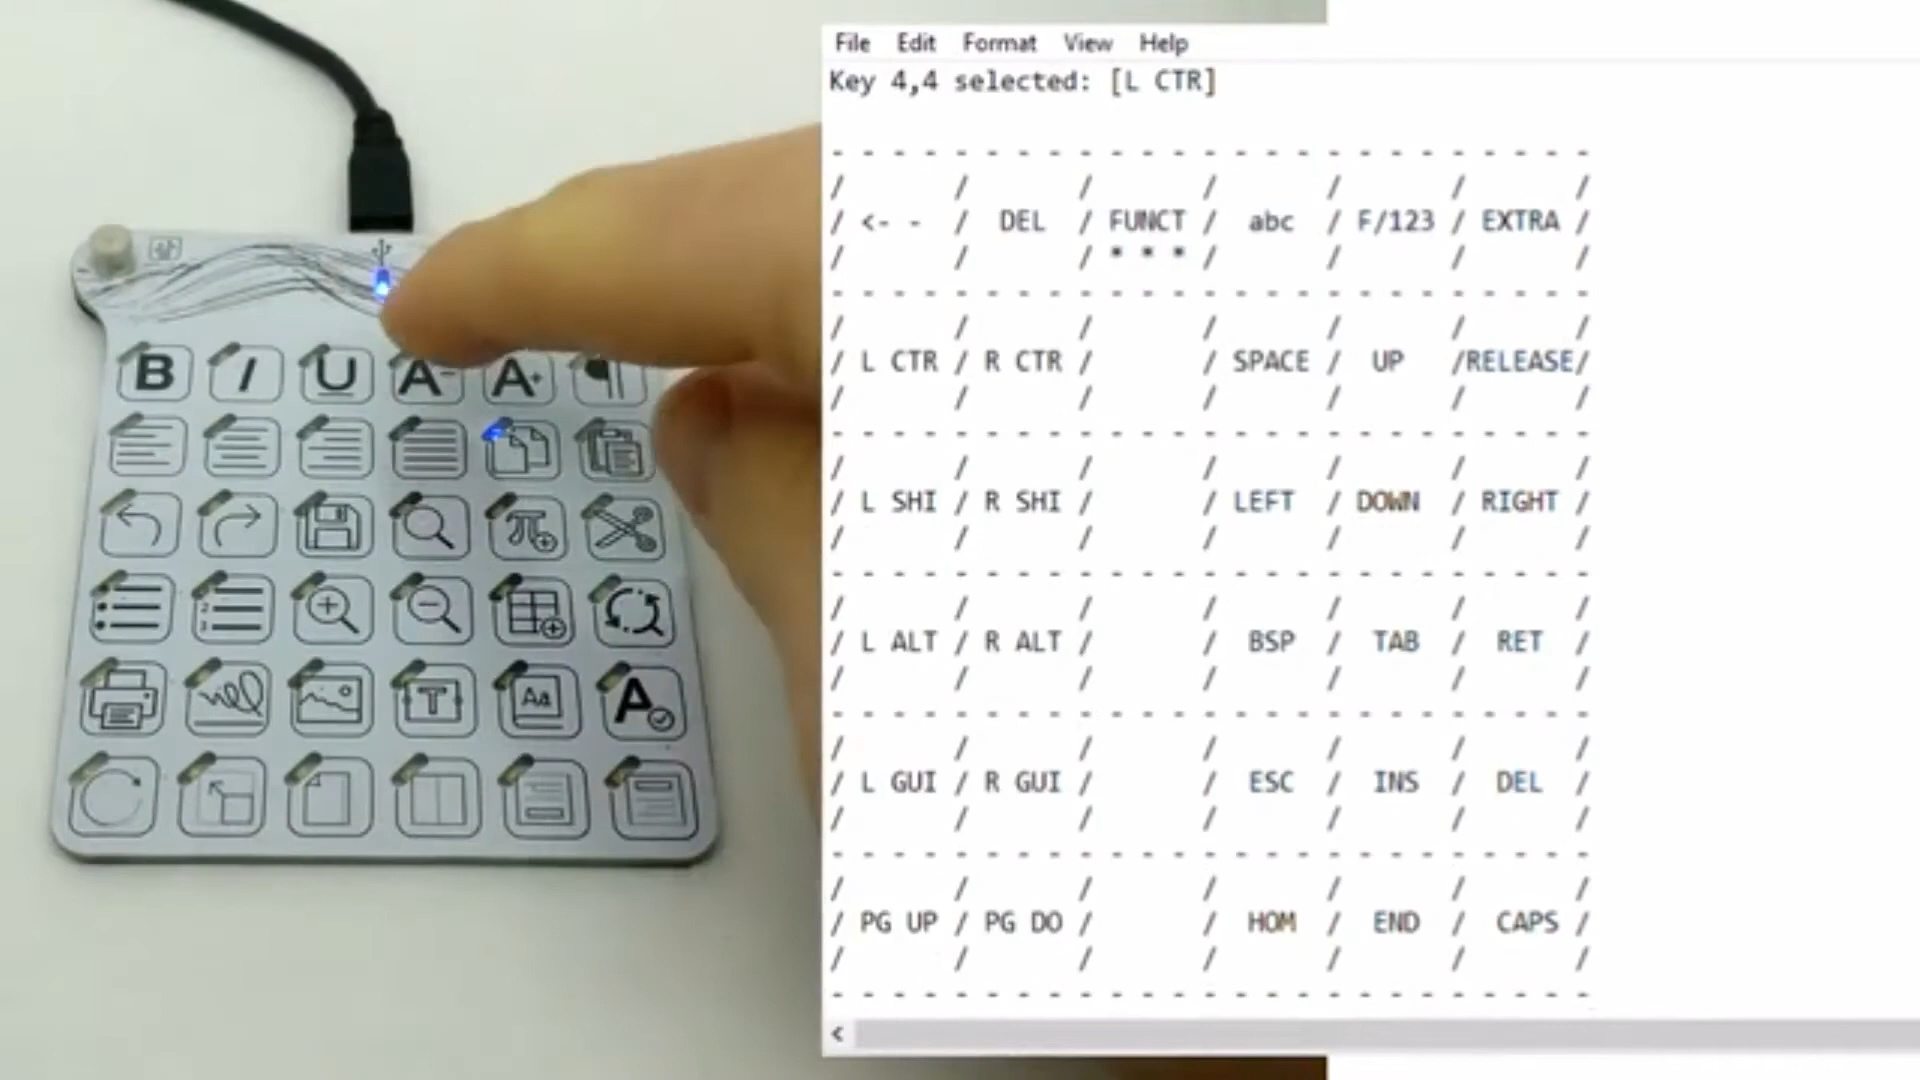 File Edit Format View Help
Key 4,4 selected: [L CTR]
- - - - - - - - - - - - - - - - - - - - - - - - -
/ / / / / / /
/ <- - / DEL / FUNCT / abc / F/123 / EXTRA /
/ / / * * * / / / /
- - - - - - - - - - - - - - - - - - - - - - - - -
/ / / / / / /
/ L CTR / R CTR / / SPACE / UP /RELEASE/
/ / / / / / /
- - - - - - - - - - - - - - - - - - - - - - - - -
/ / / / / / /
/ L SHI / R SHI / / LEFT / DOWN / RIGHT /
/ / / / / / /
- - - - - - - - - - - - - - - - - - - - - - - - -
/ / / / / / /
/ L ALT / R ALT / / BSP / TAB / RET /
/ / / / / / /
- - - - - - - - - - - - - - - - - - - - - - - - -
/ / / / / / /
/ L GUI / R GUI / / ESC / INS / DEL /
/ / / / / / /
- - - - - - - - - - - - - - - - - - - - - - - - -
/ / / / / / /
/ PG UP / PG DO / / HOM / END / CAPS /
/ / / / / / /
- - - - - - - - - - - - - - - - - - - - - - - - -
<
B I U A- A+ ¶
π
T Aa A